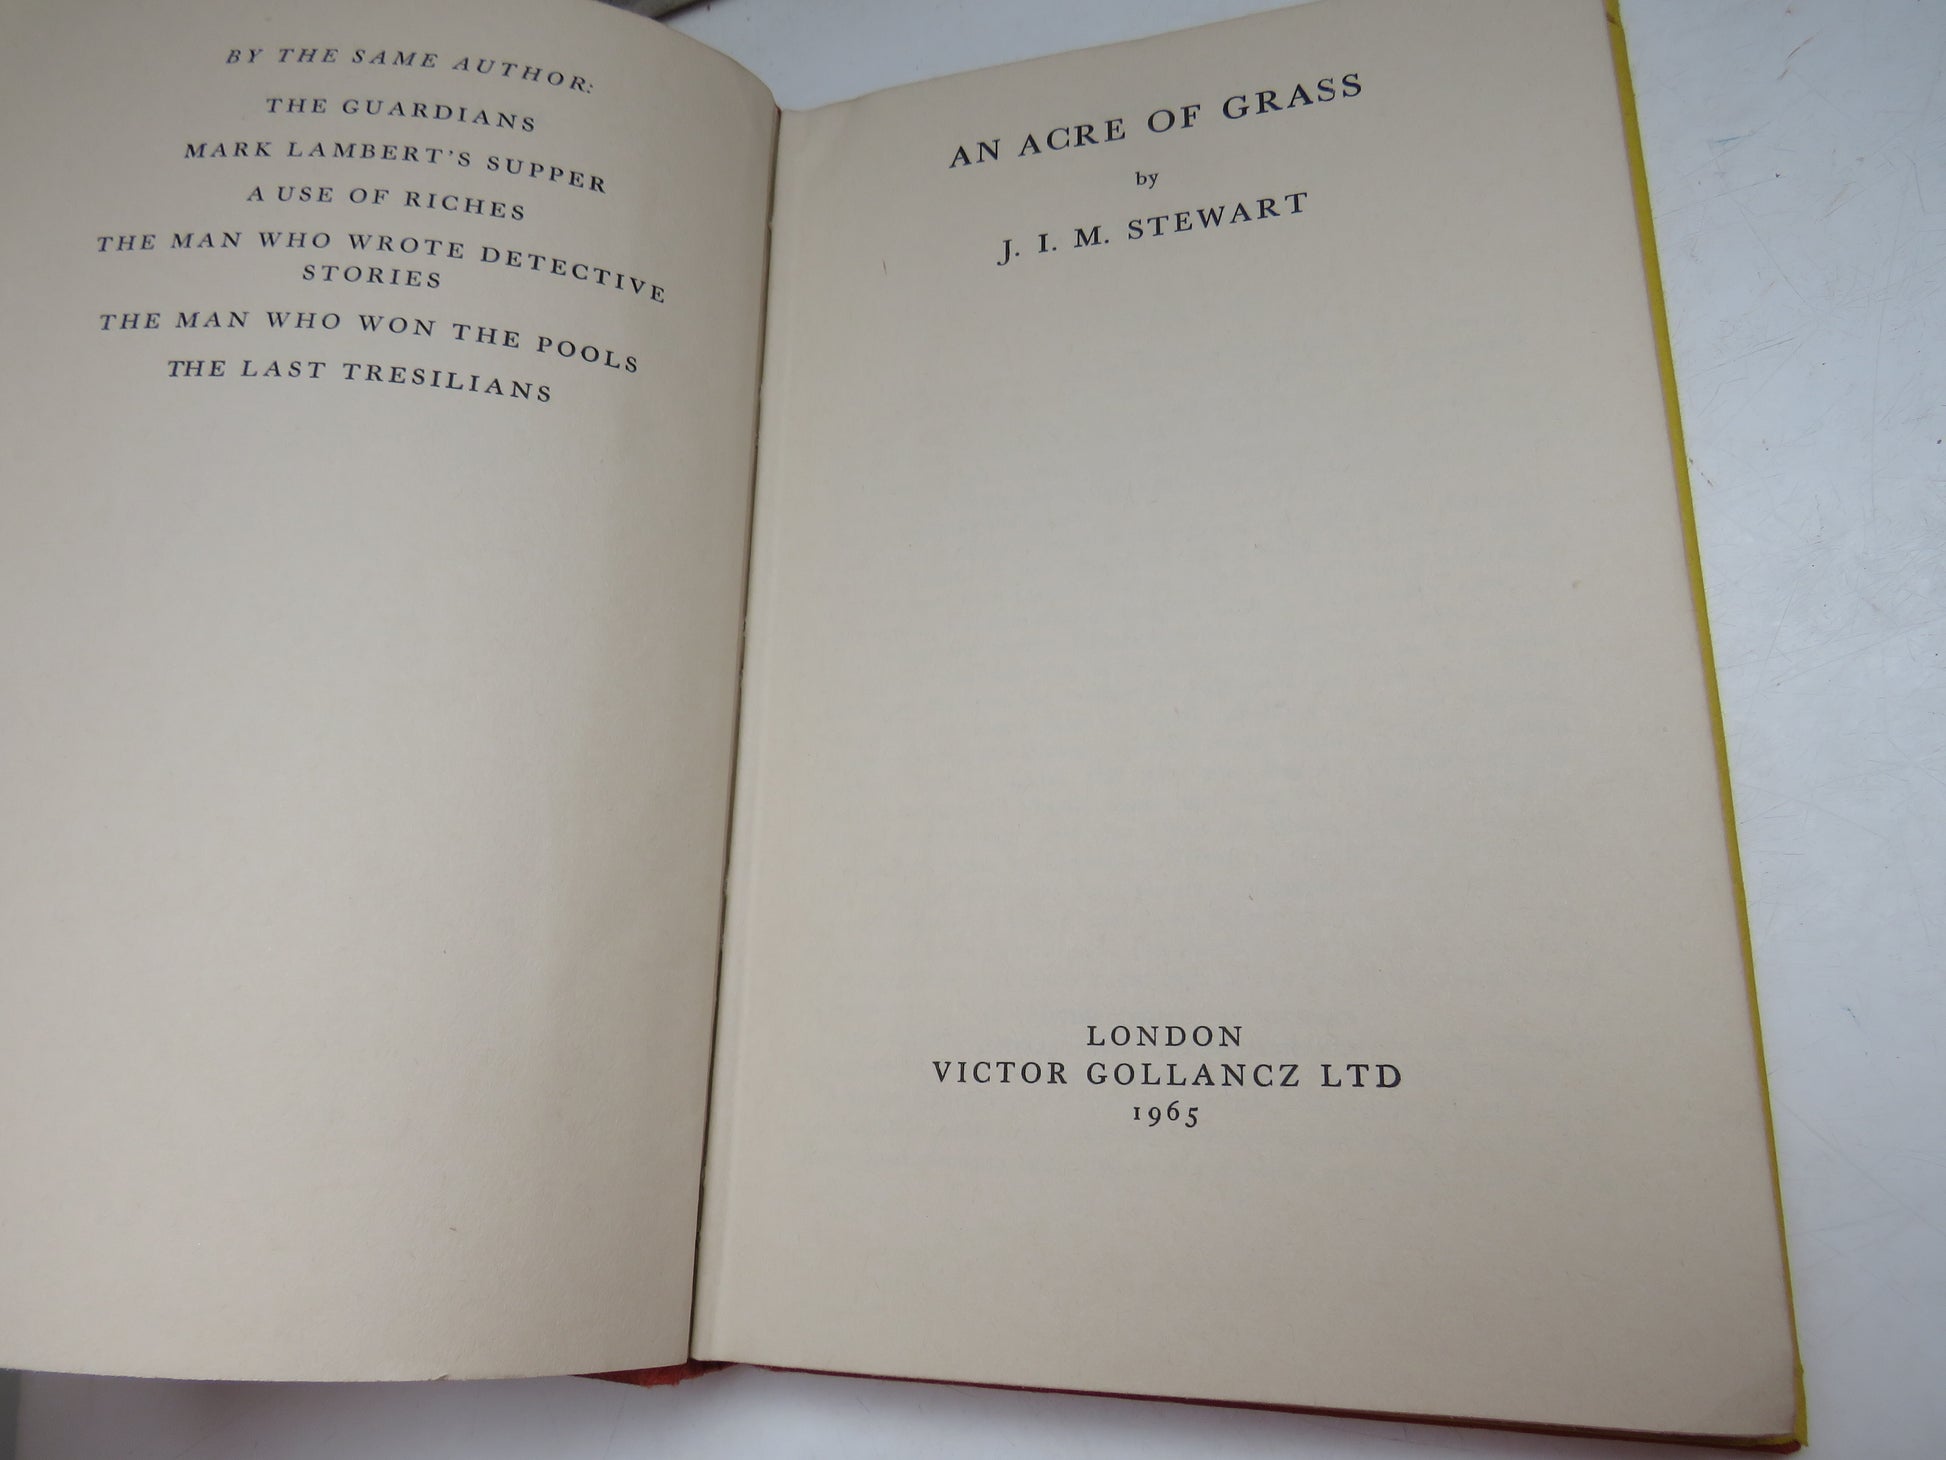 BY THE SAME AUTHOR:
THE GUARDIANS
MARK LAMBERT'S SUPPER
A USE OF RICHES
THE MAN WHO WROTE DETECTIVE
STORIES
THE MAN WHO WON THE POOLS
THE LAST TRESILIANS
AN ACRE OF GRASS
by
J. I. M. STEWART
LONDON
VICTOR GOLLANCZ LTD
1965